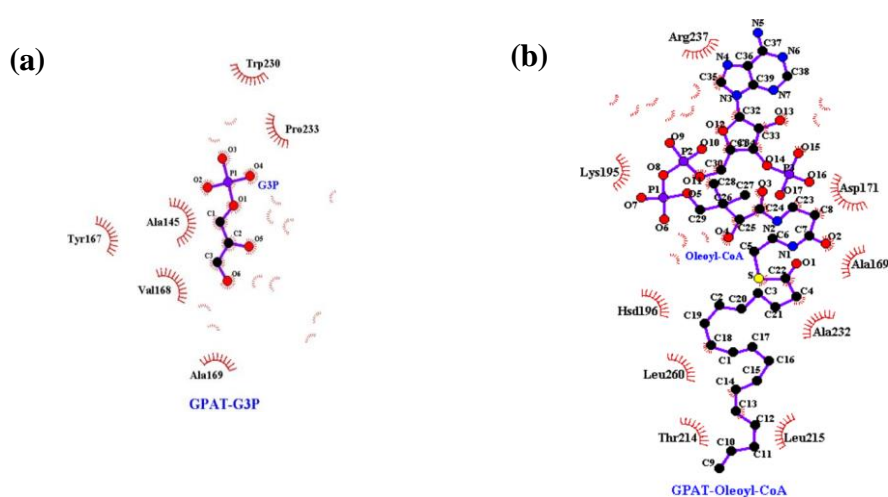 (a)
Trp230
Pro233
O3
P1
O4
O2
G3P
O1
Ala145
C1
Tyr167
C2
O5
C3
Val168
O6
Ala169
GPAT-G3P
(b)
N5
Arg237
C37
N4
C36
N6
C35
C39
C38
N3
N7
C32
O13
O12
C33
O9
P2
O10
C34
O14
O15
C30
Lys195
O8
O11
C28
P3
O16
P1
O5
C27
O3
O17
Asp171
O7
C26
C24
C23
C29
N2
C8
O6
O4
C25
C6
C7
Oleoyl-CoA
C5
N1
O2
O1
Ala169
S
C22
C3
C4
C2
Hsd196
C20
C21
C19
Ala232
C18
C17
C1
C16
Leu260
C15
C14
C13
C12
Thr214
Leu215
C10
C11
C9
GPAT-Oleoyl-CoA